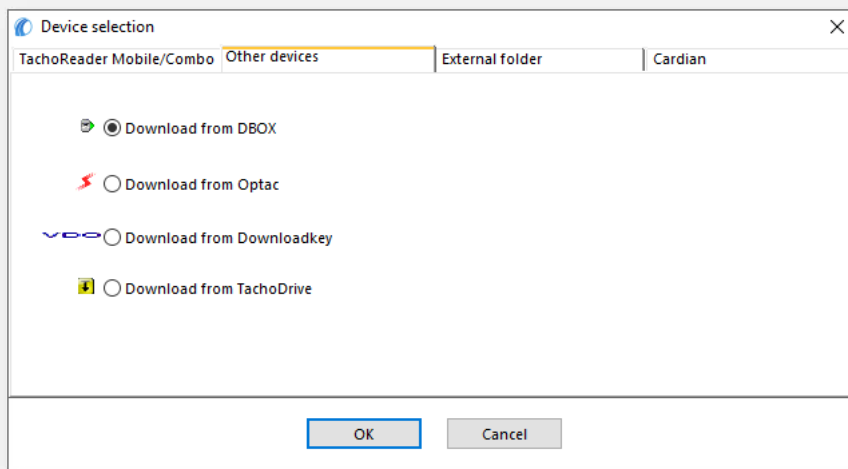 Device selection
TachoReader Mobile/Combo
Other devices
External folder
Cardian
Download from DBOX
Download from Optac
VDO Download from Downloadkey
Download from TachoDrive
OK
Cancel